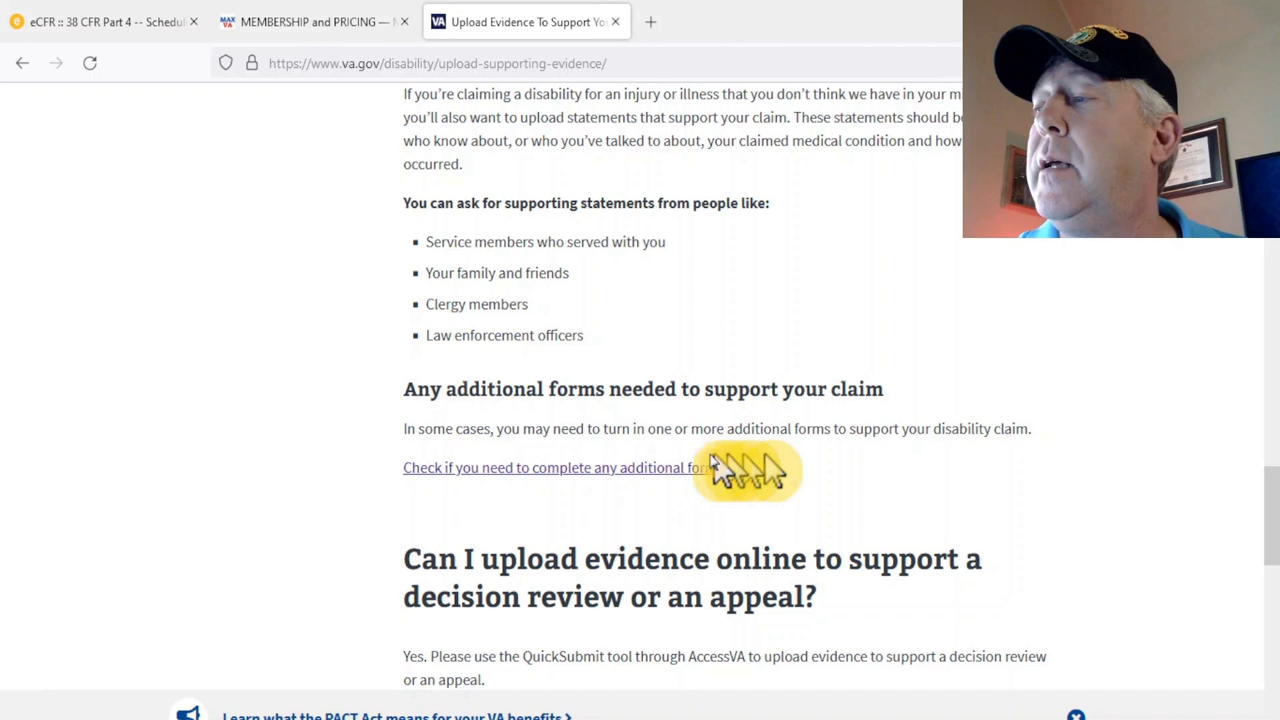 eCFR :: 38 CFR Part 4 -- Schedu
MAX VA MEMBERSHIP and PRICING —
VA Upload Evidence To Support Yo
https://www.va.gov/disability/upload-supporting-evidence/
If you're claiming a disability for an injury or illness that you don't think we have in your
you'll also want to upload statements that support your claim. These statements should
who know about, or who you've talked to about, your claimed medical condition and how
occurred.
You can ask for supporting statements from people like:
▪ Service members who served with you
▪ Your family and friends
▪ Clergy members
▪ Law enforcement officers
Any additional forms needed to support your claim
In some cases, you may need to turn in one or more additional forms to support your disability claim.
Check if you need to complete any additional
Can I upload evidence online to support a
decision review or an appeal?
Yes. Please use the QuickSubmit tool through AccessVA to upload evidence to support a decision review
or an appeal.
Learn what the PACT Act means for your VA benefits